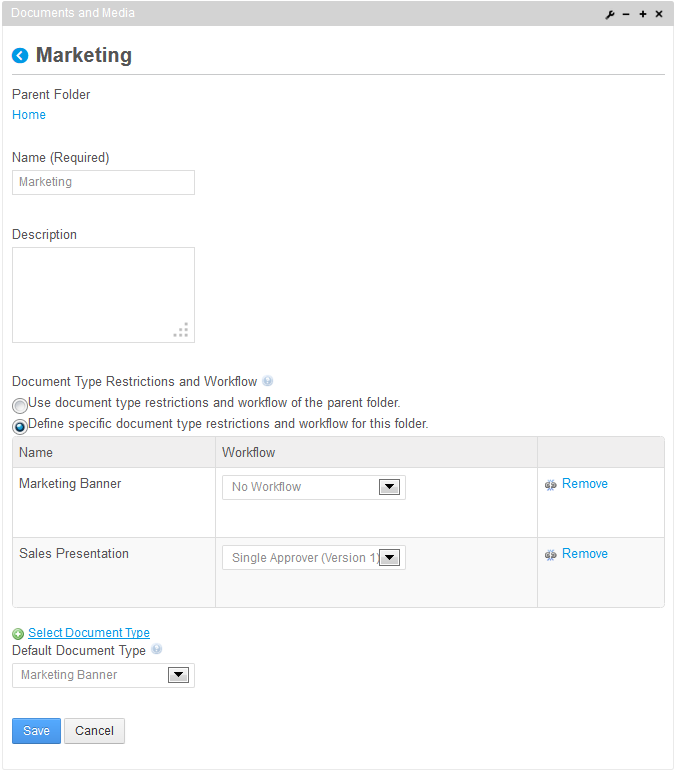 Documents and Media
Marketing
Parent Folder
Home
Name (Required)
Marketing
Description
Document Type Restrictions and Workflow
Use document type restrictions and workflow of the parent folder.
Define specific document type restrictions and workflow for this folder.
Name Workflow
Marketing Banner No Workflow Remove
Sales Presentation Single Approver (Version 1) Remove
Select Document Type
Default Document Type
Marketing Banner
Save Cancel